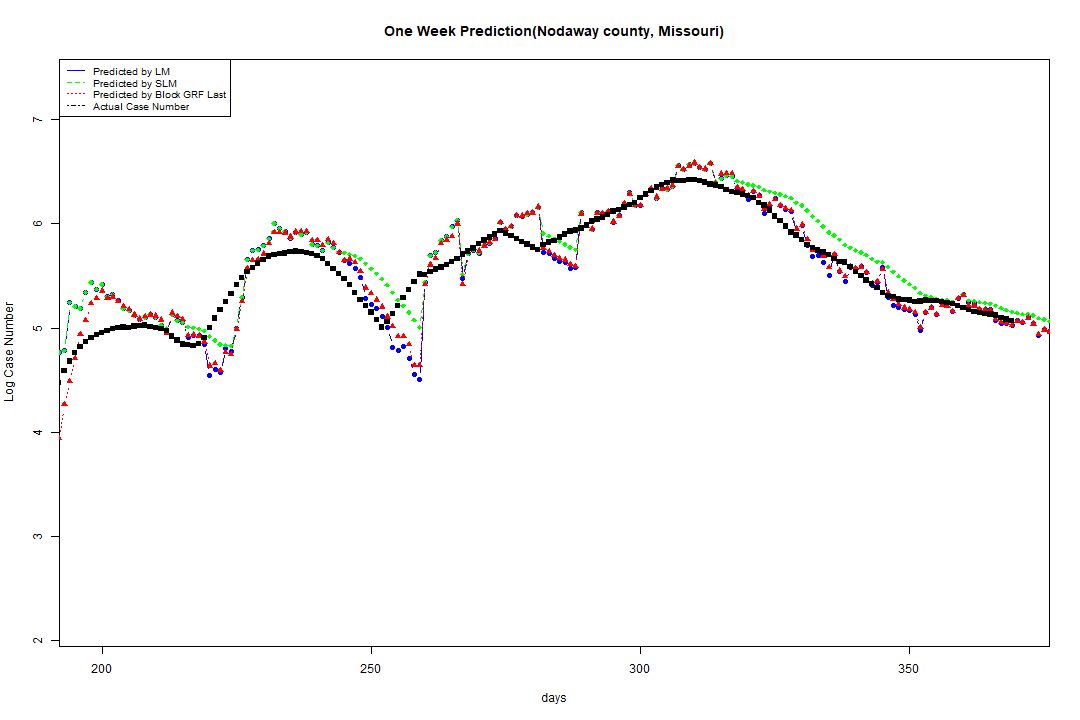 One Week Prediction(Nodaway county, Missouri)
Predicted by LM
Predicted by SLM
Predicted by Block GRF Last
Actual Case Number
7
6
5
4
3
2
Log Case Number
200 250 300 350
days